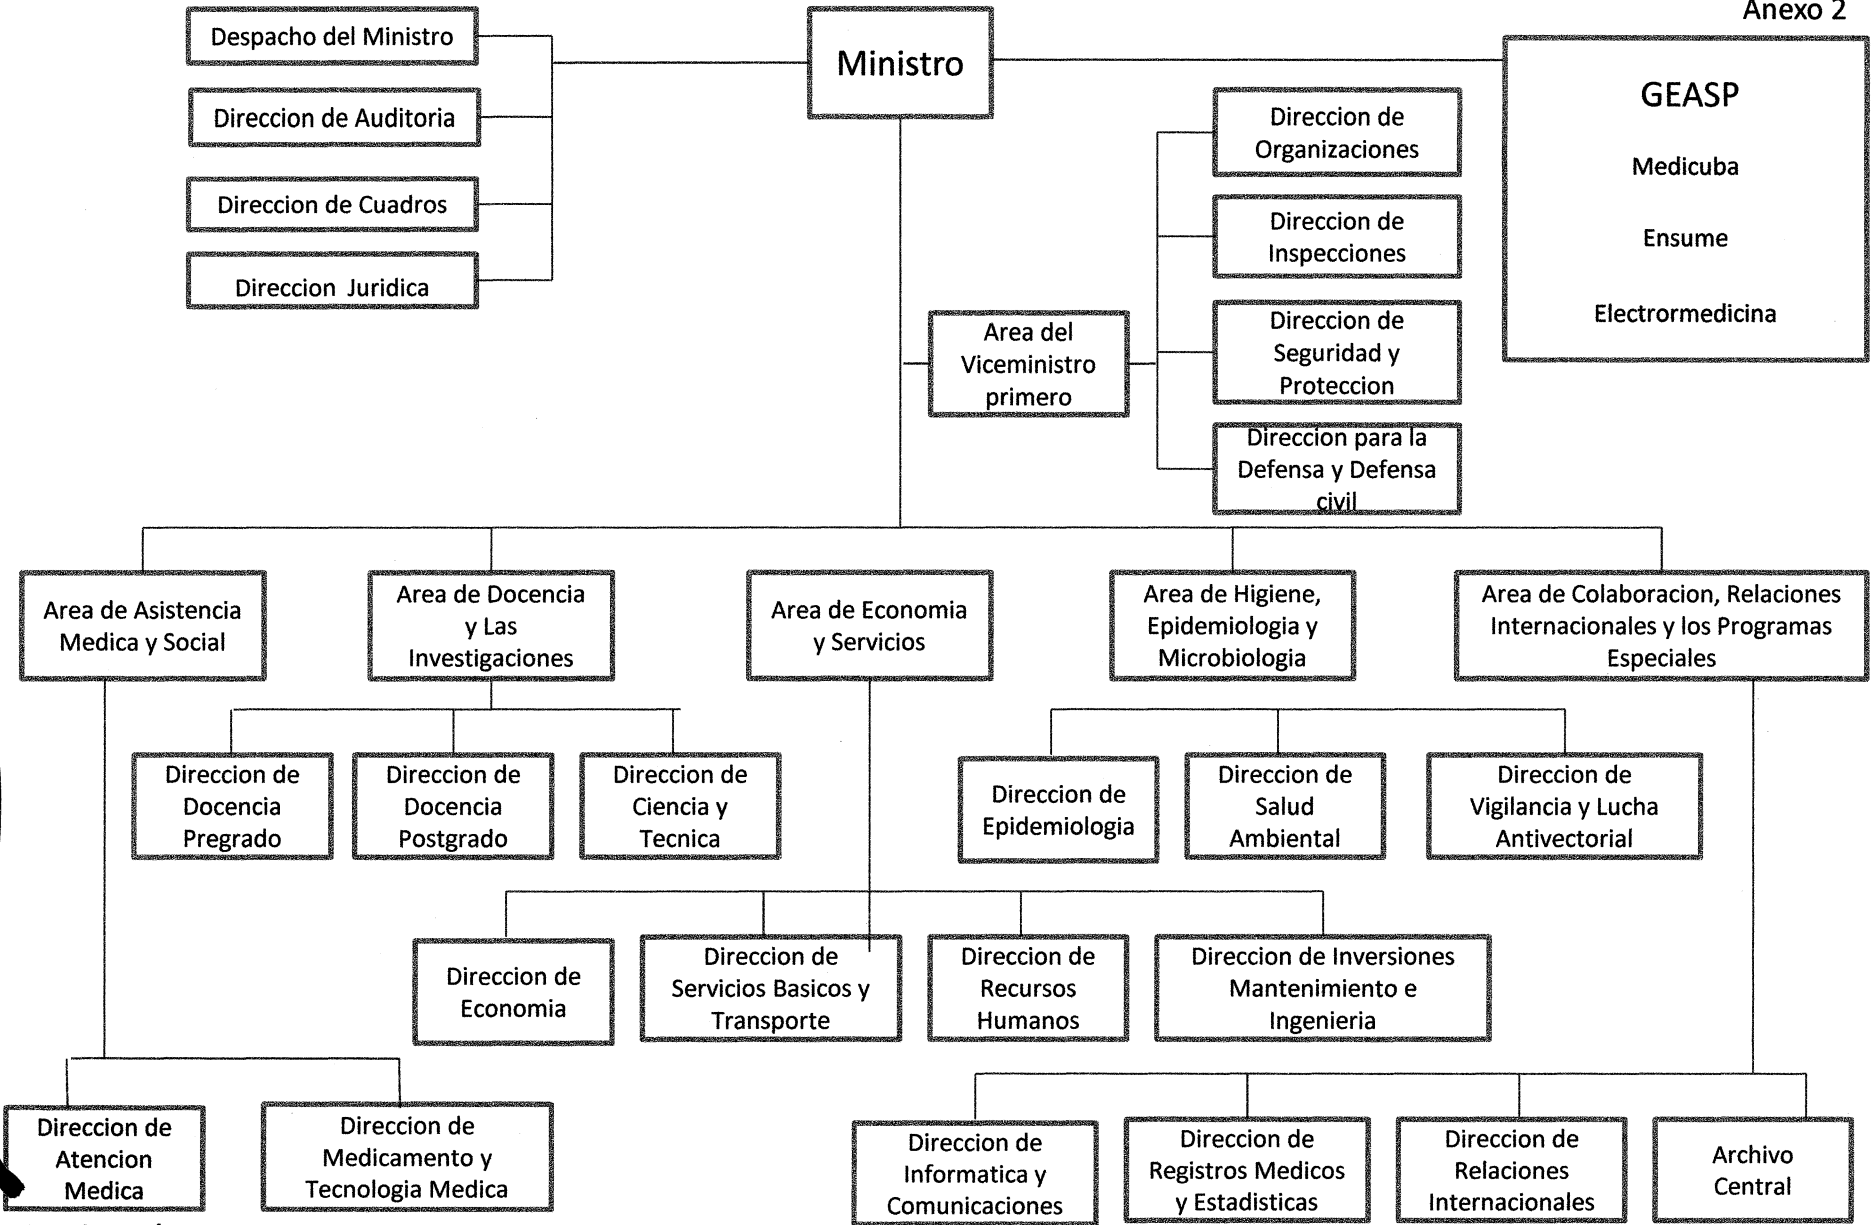 Anexo 2
Despacho del Ministro
Direccion de Auditoria
Direccion de Cuadros
Direccion Juridica
Ministro
GEASP
Medicuba
Ensume
Electrormedicina
Area del
Viceministro
primero
Direccion de
Organizaciones
Direccion de
Inspecciones
Direccion de
Seguridad y
Proteccion
Direccion para la
Defensa y Defensa
civil
Area de Asistencia
Medica y Social
Area de Docencia
y Las
Investigaciones
Area de Economia
y Servicios
Area de Higiene,
Epidemiologia y
Microbiologia
Area de Colaboracion, Relaciones
Internacionales y los Programas
Especiales
Direccion de
Docencia
Pregrado
Direccion de
Docencia
Postgrado
Direccion de
Ciencia y
Tecnica
Direccion de
Epidemiologia
Direccion de
Salud
Ambiental
Direccion de
Vigilancia y Lucha
Antivectorial
Direccion de
Economia
Direccion de
Servicios Basicos y
Transporte
Direccion de
Recursos
Humanos
Direccion de Inversiones
Mantenimiento e
Ingenieria
Direccion de
Atencion
Medica
Direccion de
Medicamento y
Tecnologia Medica
Direccion de
Informatica y
Comunicaciones
Direccion de
Registros Medicos
y Estadisticas
Direccion de
Relaciones
Internacionales
Archivo
Central